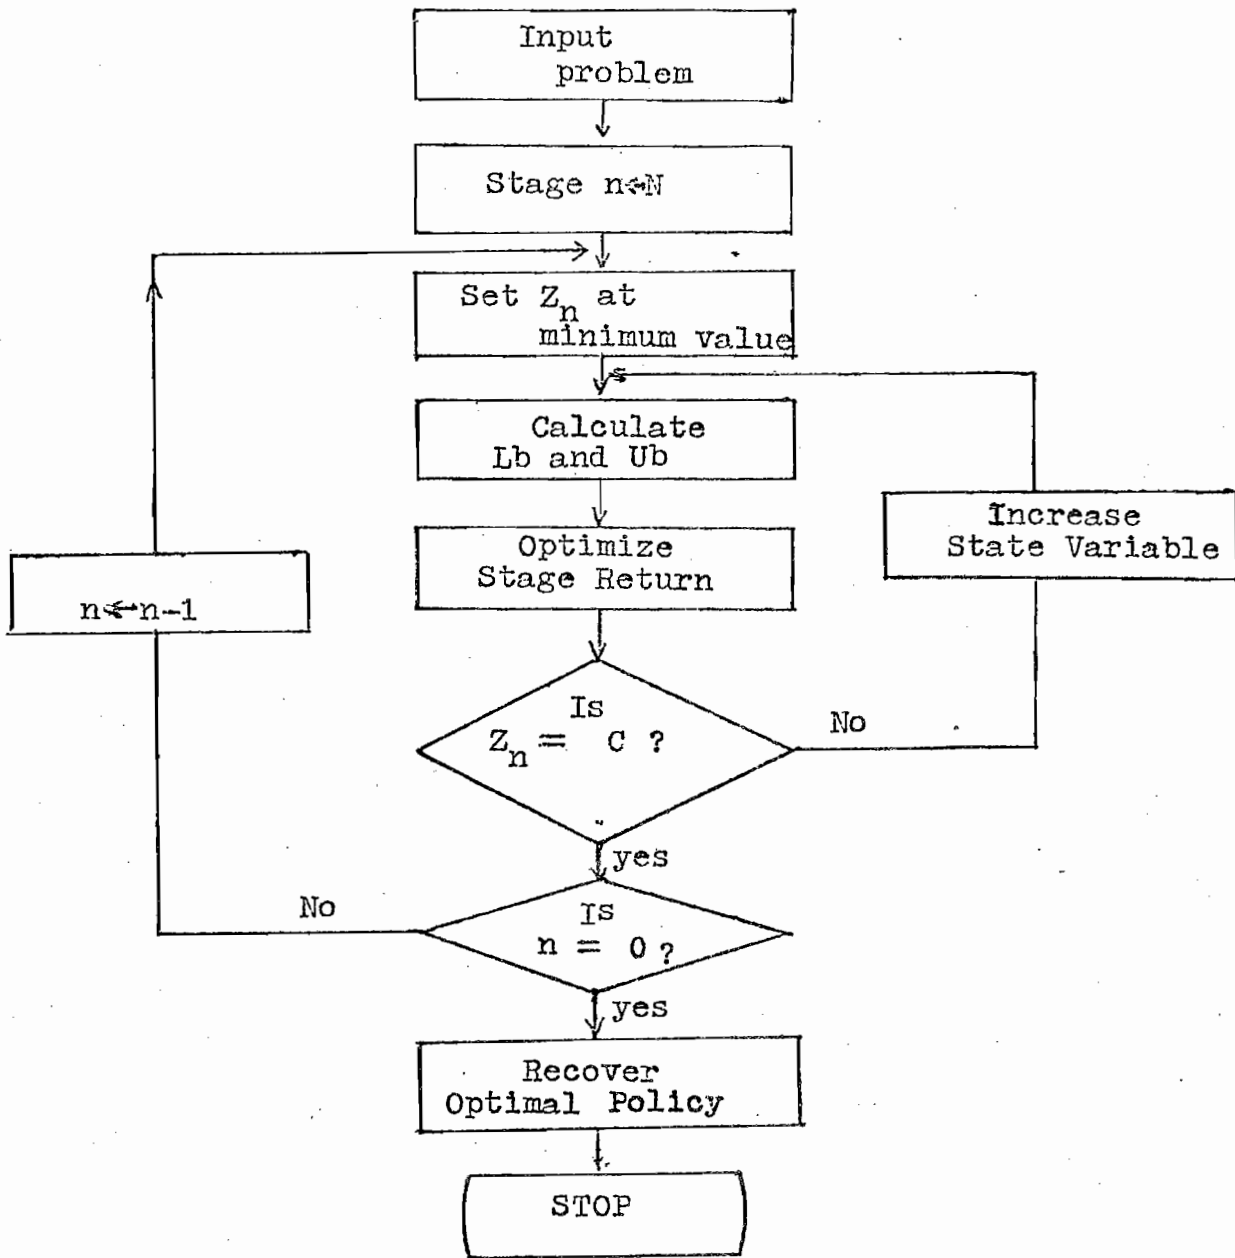 Input
problem
Stage n←N
Set Zn at
minimum value
Calculate
Lb and Ub
Increase
State Variable
Optimize
Stage Return
n←n-1
Is
Zn = C ?
No
yes
No
Is
n = 0 ?
yes
Recover
Optimal Policy
STOP